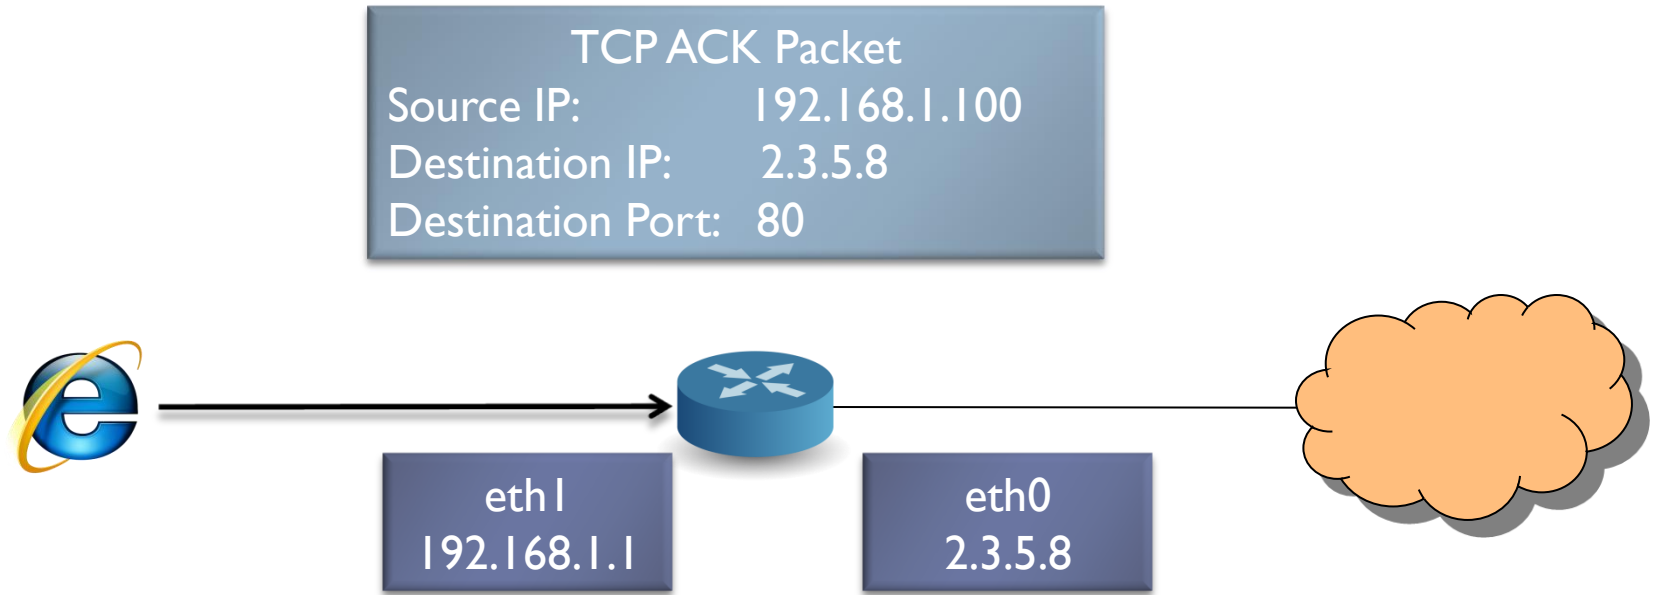 TCP ACK Packet
Source IP: 192.168.1.100
Destination IP: 2.3.5.8
Destination Port: 80
eth1
192.168.1.1
eth0
2.3.5.8